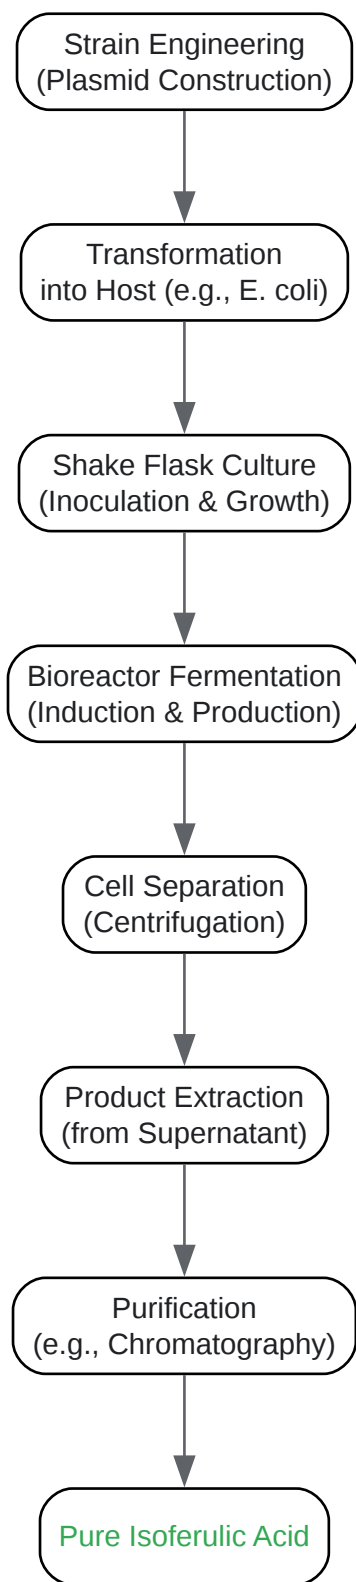 Strain Engineering
(Plasmid Construction)
Transformation
into Host (e.g., E. coli)
Shake Flask Culture
(Inoculation & Growth)
Bioreactor Fermentation
(Induction & Production)
Cell Separation
(Centrifugation)
Product Extraction
(from Supernatant)
Purification
(e.g., Chromatography)
Pure Isoferulic Acid